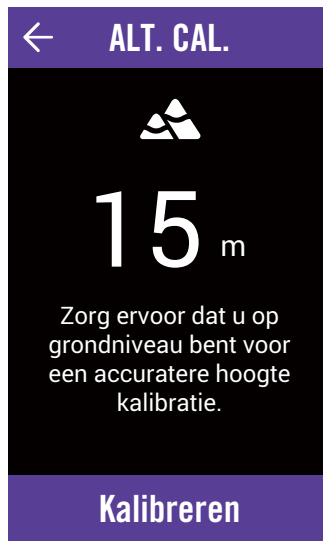 ALT. CAL.
15 m
Zorg ervoor dat u op
grondniveau bent voor
een accuratere hoogte
kalibratie.
Kalibreren